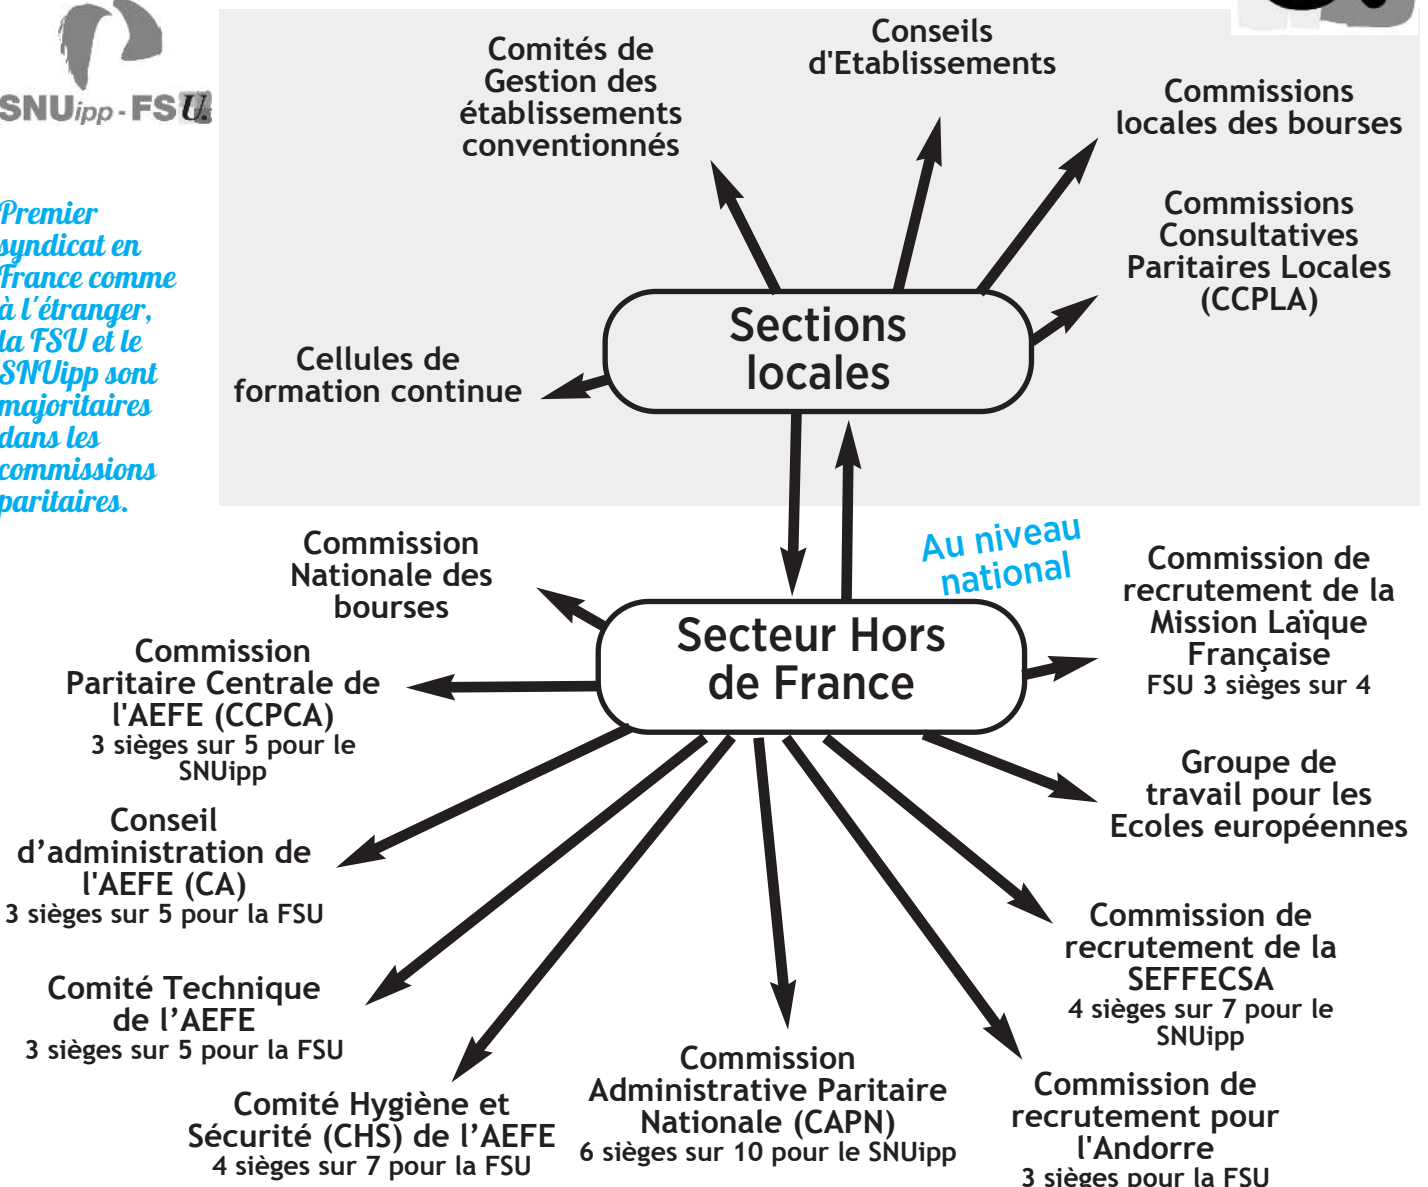 SNUipp - FSU.
Premier
syndicat en
France comme
à l'étranger,
la FSU et le
SNUipp sont
majoritaires
dans les
commissions
paritaires.
Comités de
Gestion des
établissements
conventionnés
Conseils
d'Etablissements
Commissions
locales des bourses
Commissions
Consultatives
Paritaires Locales
(CCPLA)
Sections
locales
Cellules de
formation continue
Au niveau
national
Commission
Nationale des
bourses
Secteur Hors
de France
Commission de
recrutement de la
Mission Laïque
Française
FSU 3 sièges sur 4
Commission
Paritaire Centrale de
l'AEFE (CCPCA)
3 sièges sur 5 pour le
SNUipp
Groupe de
travail pour les
Ecoles européennes
Conseil
d’administration de
l'AEFE (CA)
3 sièges sur 5 pour la FSU
Commission de
recrutement de la
SEFFECSA
4 sièges sur 7 pour le
SNUipp
Comité Technique
de l’AEFE
3 sièges sur 5 pour la FSU
Comité Hygiène et
Sécurité (CHS) de l’AEFE
4 sièges sur 7 pour la FSU
Commission
Administrative Paritaire
Nationale (CAPN)
6 sièges sur 10 pour le SNUipp
Commission de
recrutement pour
l'Andorre
3 sièges pour la FSU